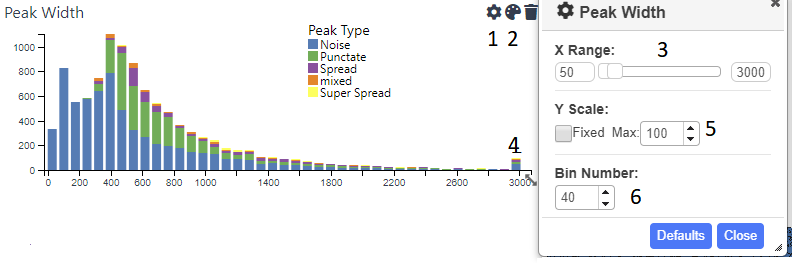 Peak Width
1 2
Peak Type
Noise
Punctate
Spread
mixed
Super Spread
1000
800
600
400
200
0
4
0 200 400 600 800 1000 1400 1800 2200 2600 3000
Peak Width
X Range: 3
50 3000
Y Scale:
Fixed Max: 100 5
Bin Number:
40 6
Defaults Close